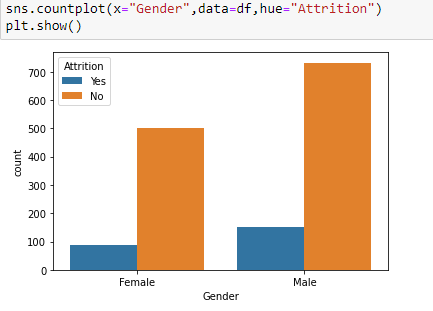 sns.countplot(x="Gender",data=df,hue="Attrition")
plt.show()
Attrition
Yes
No
700
600
500
400
300
200
100
0
count
Female
Male
Gender